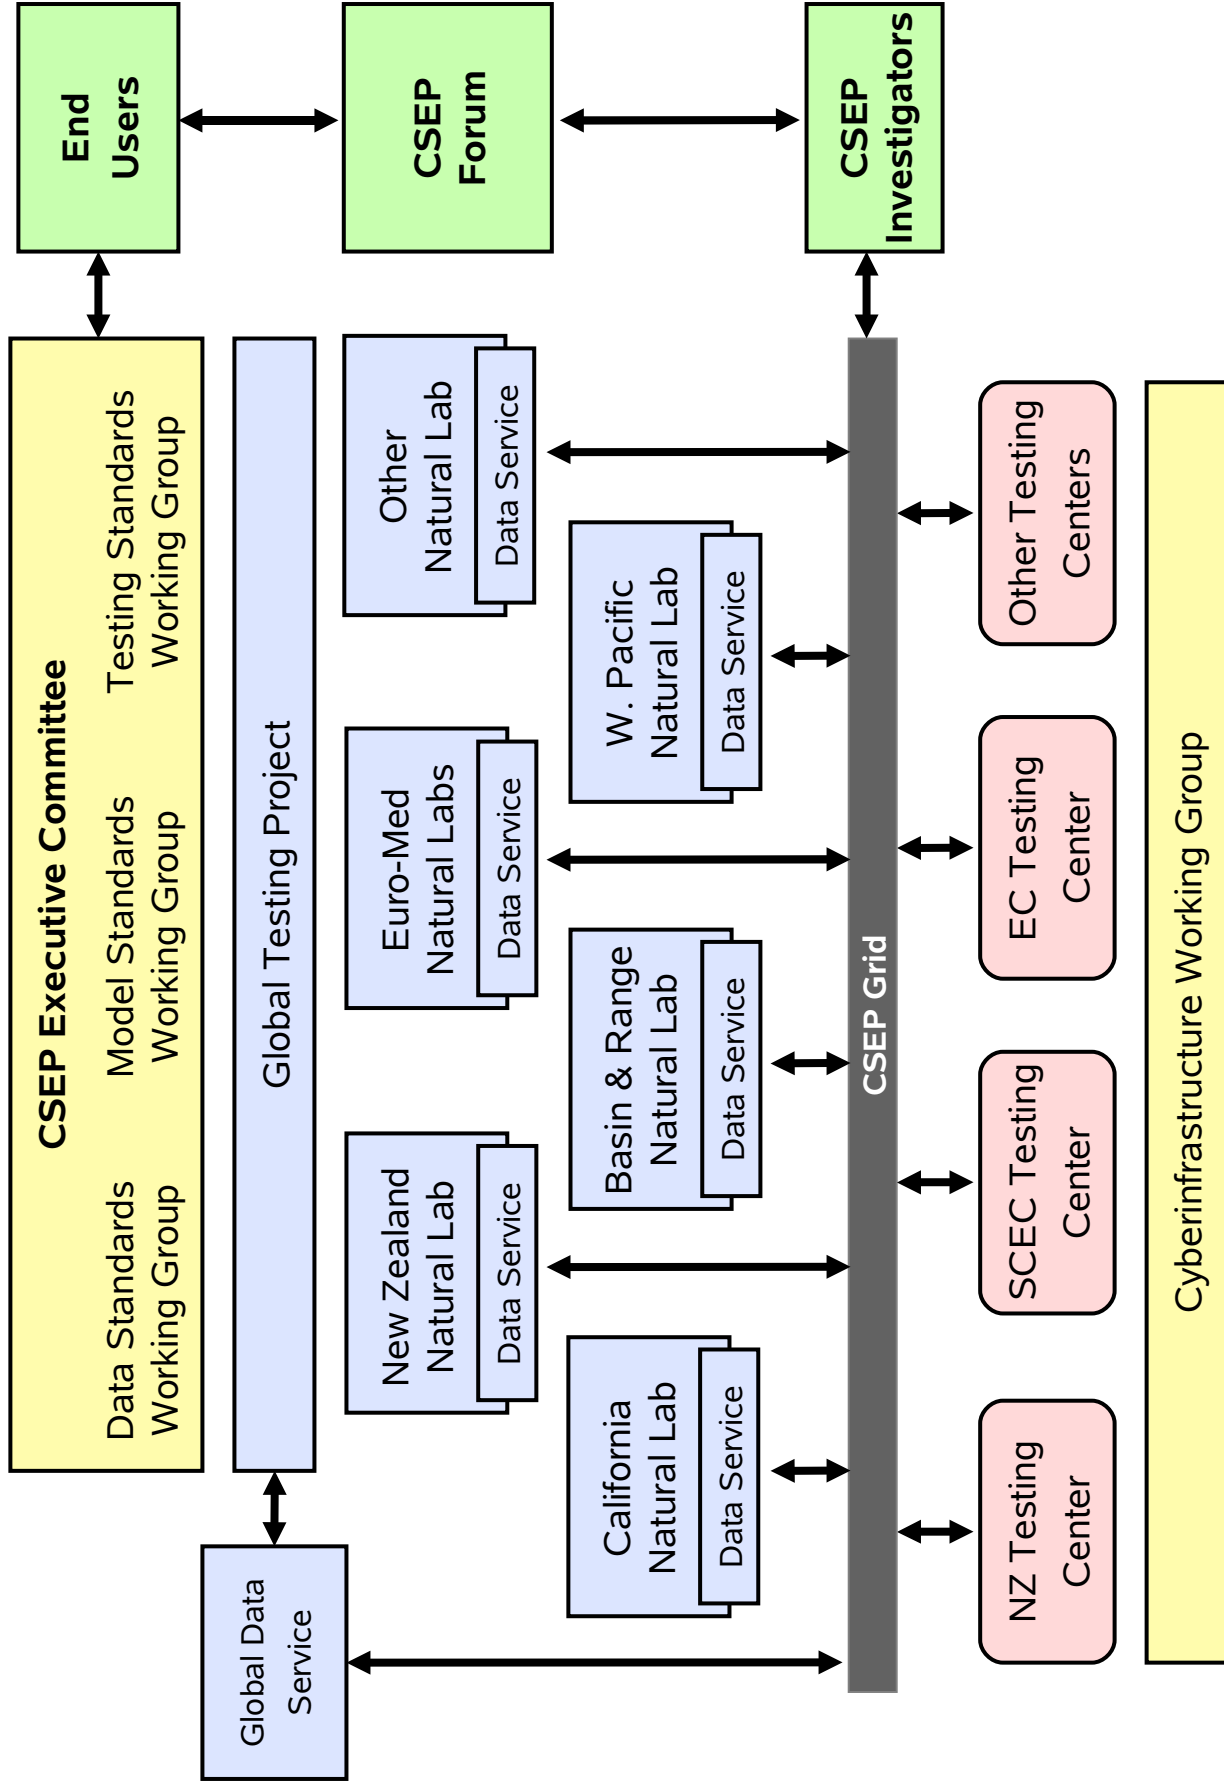 CSEP Executive Committee
Data Standards
Working Group
Model Standards
Working Group
Testing Standards
Working Group
End
Users
Global Data
Service
Global Testing Project
CSEP
Forum
New Zealand
Natural Lab
Data Service
Euro-Med
Natural Labs
Data Service
Other
Natural Lab
Data Service
California
Natural Lab
Data Service
Basin & Range
Natural Lab
Data Service
W. Pacific
Natural Lab
Data Service
CSEP Grid
CSEP
Investigators
NZ Testing
Center
SCEC Testing
Center
EC Testing
Center
Other Testing
Centers
Cyberinfrastructure Working Group